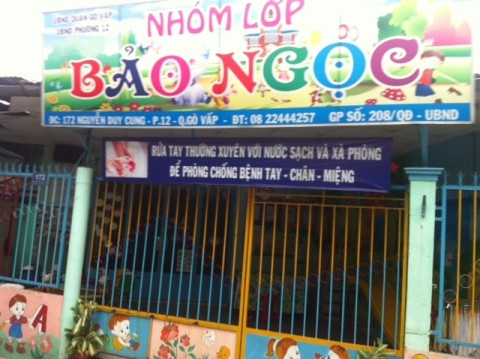 UBND QUẬN GÒ VẤP
UBND PHƯỜNG 12
NHÓM LỚP
BẢO NGỌC
ĐC: 172 NGUYỄN DUY CUNG - P.12 - Q.GÒ VẤP - ĐT: 08 22444257 GP SỐ: 208/QĐ - UBND
RỬA TAY THƯỜNG XUYÊN VỚI NƯỚC SẠCH VÀ XÀ PHÒNG
ĐỂ PHÒNG CHỐNG BỆNH TAY - CHÂN - MIỆNG
172
A